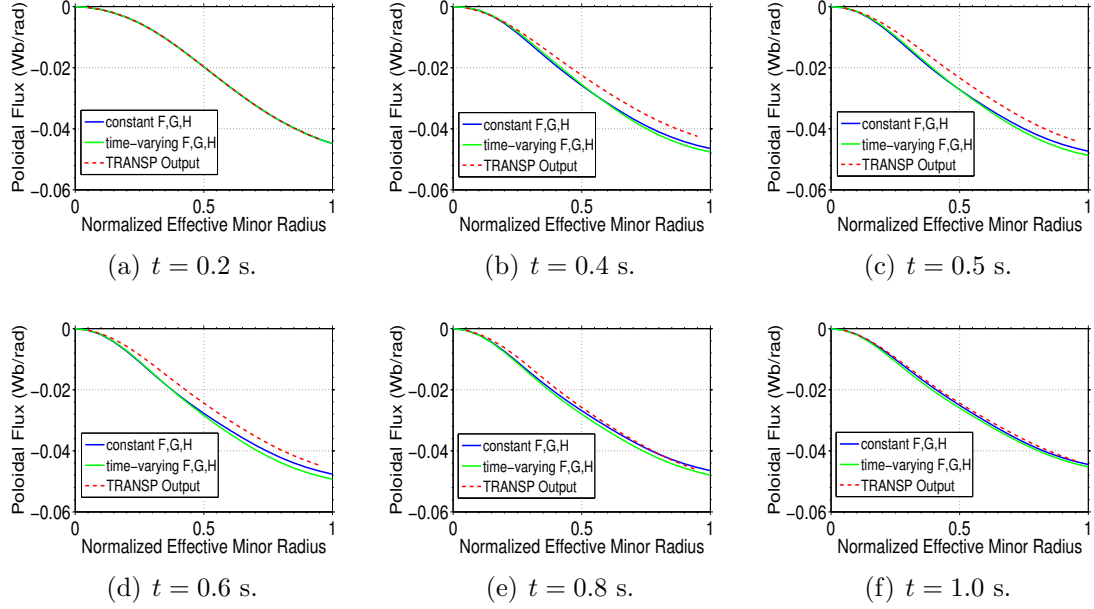 0
−0.02
−0.04
−0.06
Poloidal Flux (Wb/rad)
constant F,G,H
time−varying F,G,H
TRANSP Output
0 0.5 1
Normalized Effective Minor Radius
(a) t = 0.2 s.
0
−0.02
−0.04
−0.06
Poloidal Flux (Wb/rad)
constant F,G,H
time−varying F,G,H
TRANSP Output
0 0.5 1
Normalized Effective Minor Radius
(b) t = 0.4 s.
0
−0.02
−0.04
−0.06
Poloidal Flux (Wb/rad)
constant F,G,H
time−varying F,G,H
TRANSP Output
0 0.5 1
Normalized Effective Minor Radius
(c) t = 0.5 s.
0
−0.02
−0.04
−0.06
Poloidal Flux (Wb/rad)
constant F,G,H
time−varying F,G,H
TRANSP Output
0 0.5 1
Normalized Effective Minor Radius
(d) t = 0.6 s.
0
−0.02
−0.04
−0.06
Poloidal Flux (Wb/rad)
constant F,G,H
time−varying F,G,H
TRANSP Output
0 0.5 1
Normalized Effective Minor Radius
(e) t = 0.8 s.
0
−0.02
−0.04
−0.06
Poloidal Flux (Wb/rad)
constant F,G,H
time−varying F,G,H
TRANSP Output
0 0.5 1
Normalized Effective Minor Radius
(f) t = 1.0 s.